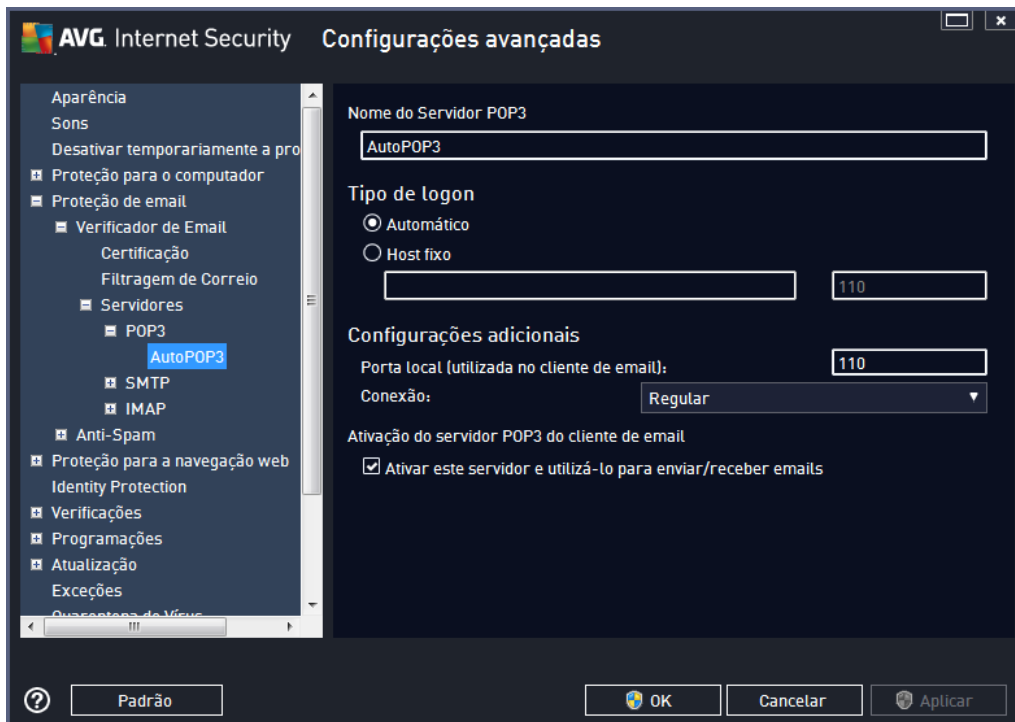 AVG. Internet Security Configurações avançadas
Aparência
Sons
Desativar temporariamente a pro
Proteção para o computador
Proteção de email
Verificador de Email
Certificação
Filtragem de Correio
Servidores
POP3
AutoPOP3
SMTP
IMAP
Anti-Spam
Proteção para a navegação web
Identity Protection
Verificações
Programações
Atualização
Exceções
Quarentena de Vírus
Nome do Servidor POP3
AutoPOP3
Tipo de logon
Automático
Host fixo
110
Configurações adicionais
Porta local (utilizada no cliente de email): 110
Conexão: Regular
Ativação do servidor POP3 do cliente de email
Ativar este servidor e utilizá-lo para enviar/receber emails
? Padrão OK Cancelar Aplicar